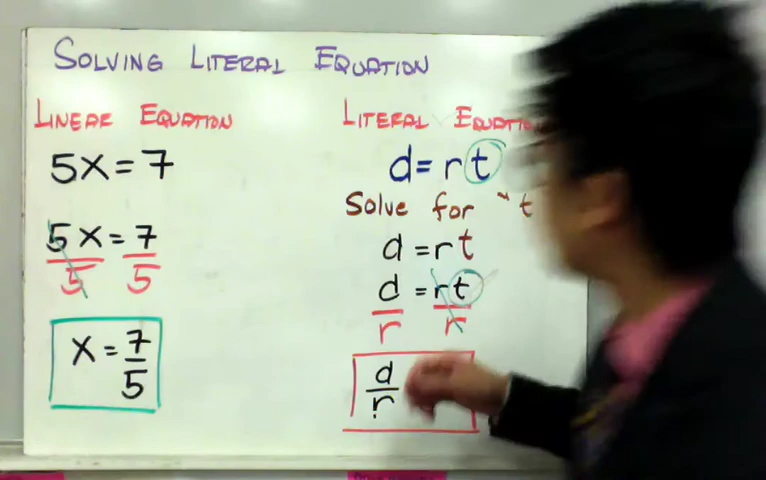 SOLVING LITERAL EQUATION
LINEAR EQUATION
5x = 7
5x = 7
5 5
x = 7
5
LITERAL
d = rt
Solve for "t
d = rt
d = rt
r r
d
r